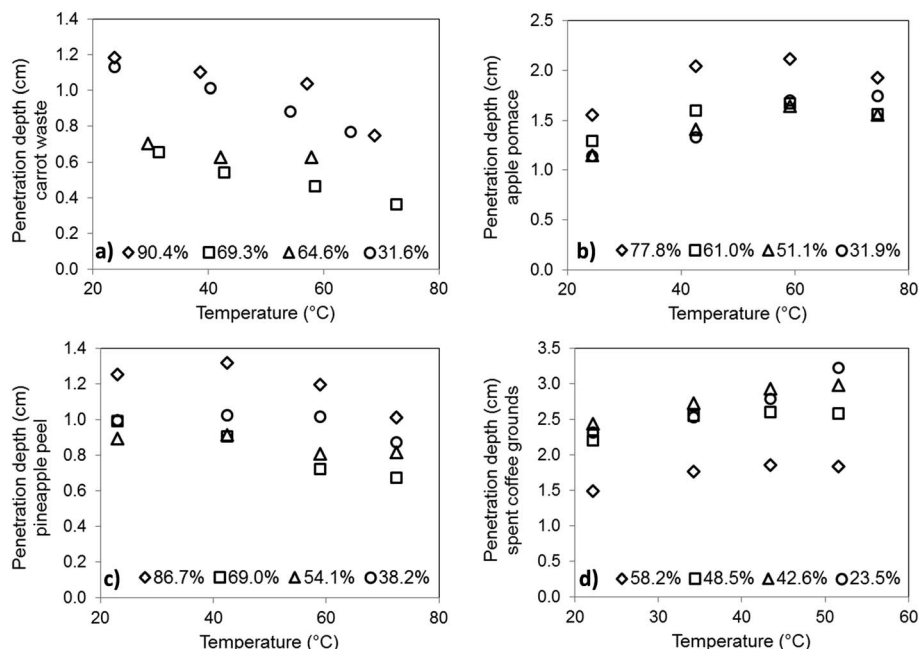 1.4
1.2
1.0
0.8
0.6
0.4
0.2
0.0
Penetration depth (cm)
carrot waste
a) 90.4% 69.3% 64.6% 31.6%
20 40 60 80
Temperature (°C)
2.5
2.0
1.5
1.0
0.5
0.0
Penetration depth (cm)
apple pomace
b) 77.8% 61.0% 51.1% 31.9%
20 40 60 80
Temperature (°C)
1.4
1.2
1.0
0.8
0.6
0.4
0.2
0.0
Penetration depth (cm)
pineapple peel
c) 86.7% 69.0% 54.1% 38.2%
20 40 60 80
Temperature (°C)
3.5
3.0
2.5
2.0
1.5
1.0
0.5
0.0
Penetration depth (cm)
spent coffee grounds
d) 58.2% 48.5% 42.6% 23.5%
20 30 40 50 60
Temperature (°C)